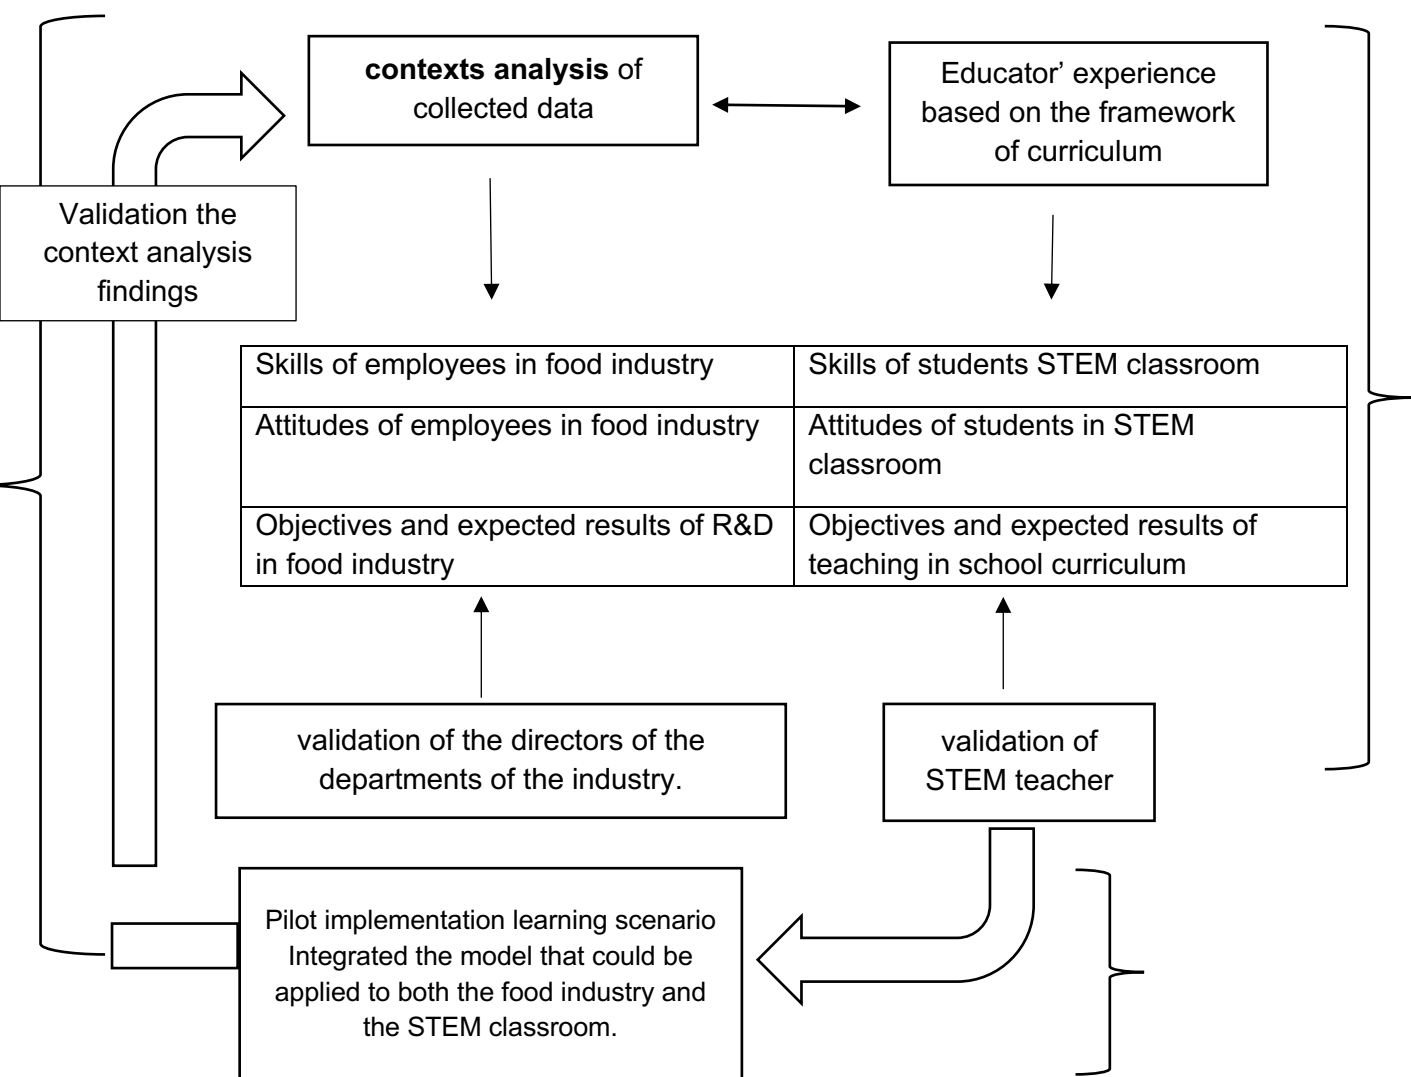 contexts analysis of
collected data
Educator’ experience
based on the framework
of curriculum
Validation the
context analysis
findings
Skills of employees in food industry
Skills of students STEM classroom
Attitudes of employees in food industry
Attitudes of students in STEM
classroom
Objectives and expected results of R&D
in food industry
Objectives and expected results of
teaching in school curriculum
validation of the directors of the
departments of the industry.
validation of
STEM teacher
Pilot implementation learning scenario
Integrated the model that could be
applied to both the food industry and
the STEM classroom.